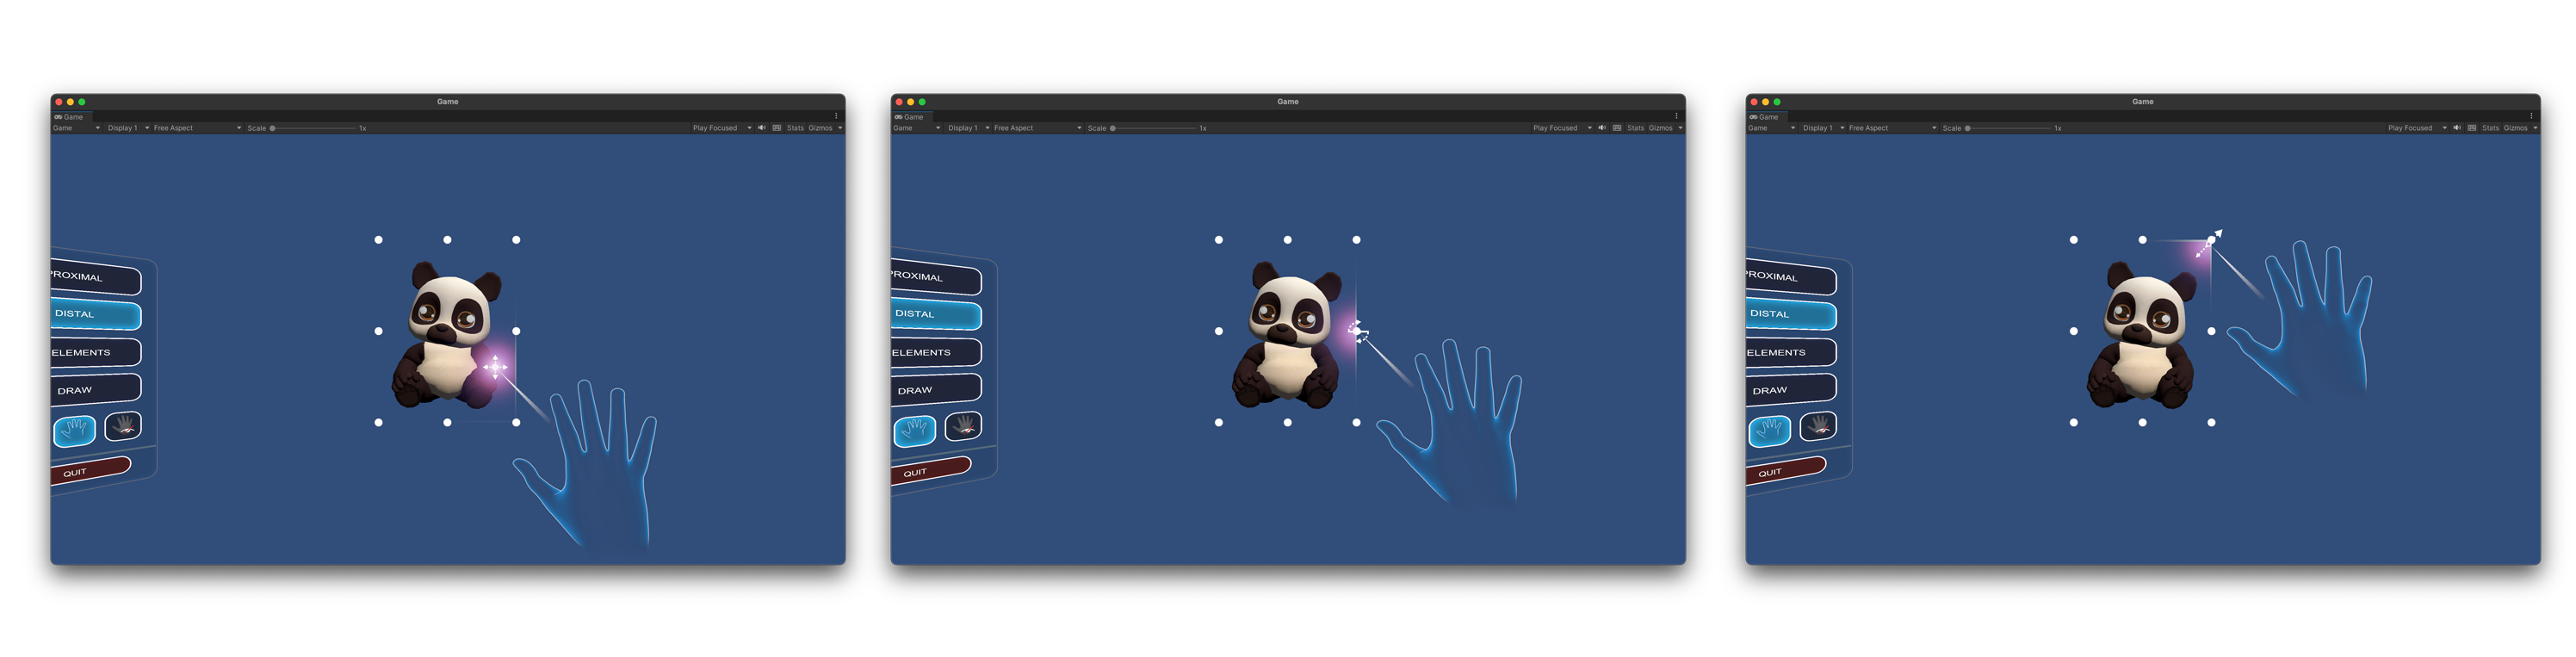 Game
Game
Game Display 1 Free Aspect Scale 1x Play Focused Stats Gizmos
PROXIMAL
DISTAL
ELEMENTS
DRAW
QUIT
Game
Game
Game Display 1 Free Aspect Scale 1x Play Focused Stats Gizmos
PROXIMAL
DISTAL
ELEMENTS
DRAW
QUIT
Game
Game
Game Display 1 Free Aspect Scale 1x Play Focused Stats Gizmos
PROXIMAL
DISTAL
ELEMENTS
DRAW
QUIT